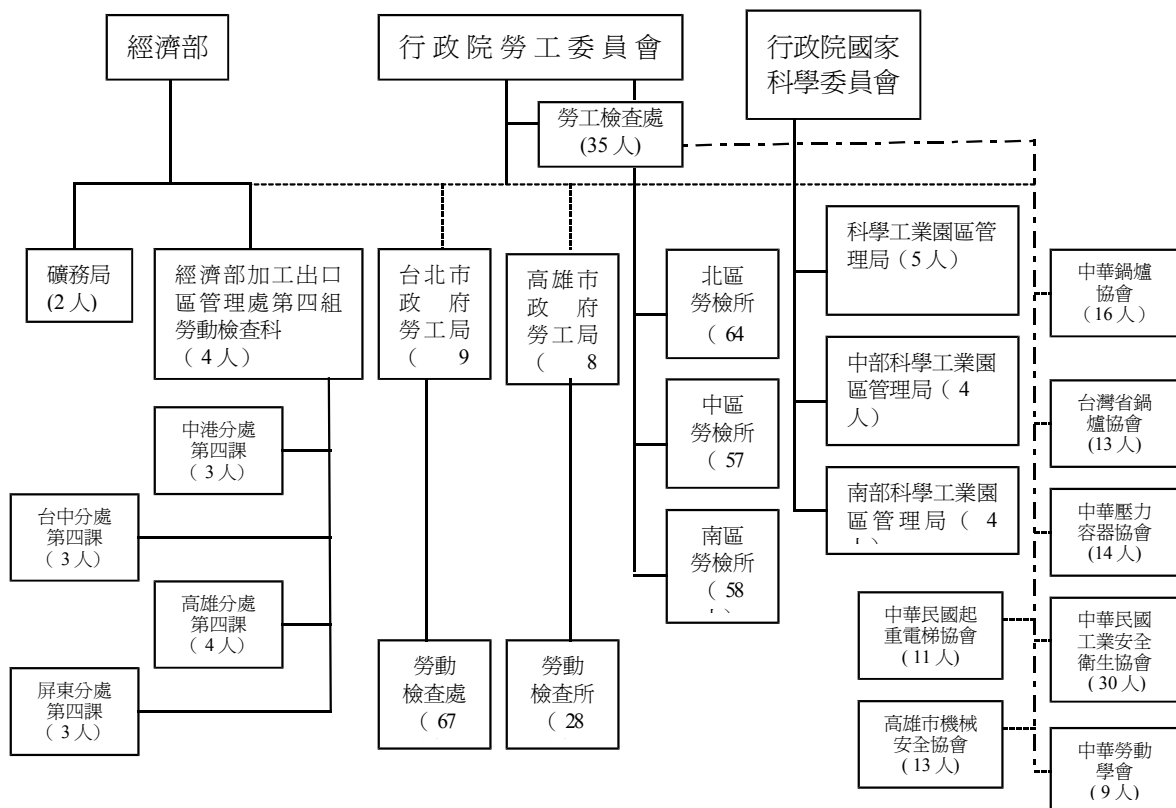 經濟部
行政院勞工委員會
行政院國家
科學委員會
勞工檢查處
(35人)
礦務局
(2人)
經濟部加工出口
區管理處第四組
勞動檢查科
（4人）
台北市
政府
勞工局
（ 9
高雄市
政府
勞工局
（ 8
北區
勞檢所
（64
中區
勞檢所
（57
南區
勞檢所
（58
科學工業園區管
理局（5人）
中部科學工業園
區管理局（4
人）
南部科學工業園
區管理局（4
中華鍋爐
協會
（16人）
台灣省鍋
爐協會
(13人)
中華壓力
容器協會
(14人)
中華民國起
重電梯協會
（11人）
中華民國
工業安全
衛生協會
（30人）
高雄市機械
安全協會
（13人）
中華勞動
學會
（9人）
中港分處
第四課
（3人）
台中分處
第四課
（3人）
高雄分處
第四課
（4人）
屏東分處
第四課
（3人）
勞動
檢查處
（67
勞動
檢查所
（28